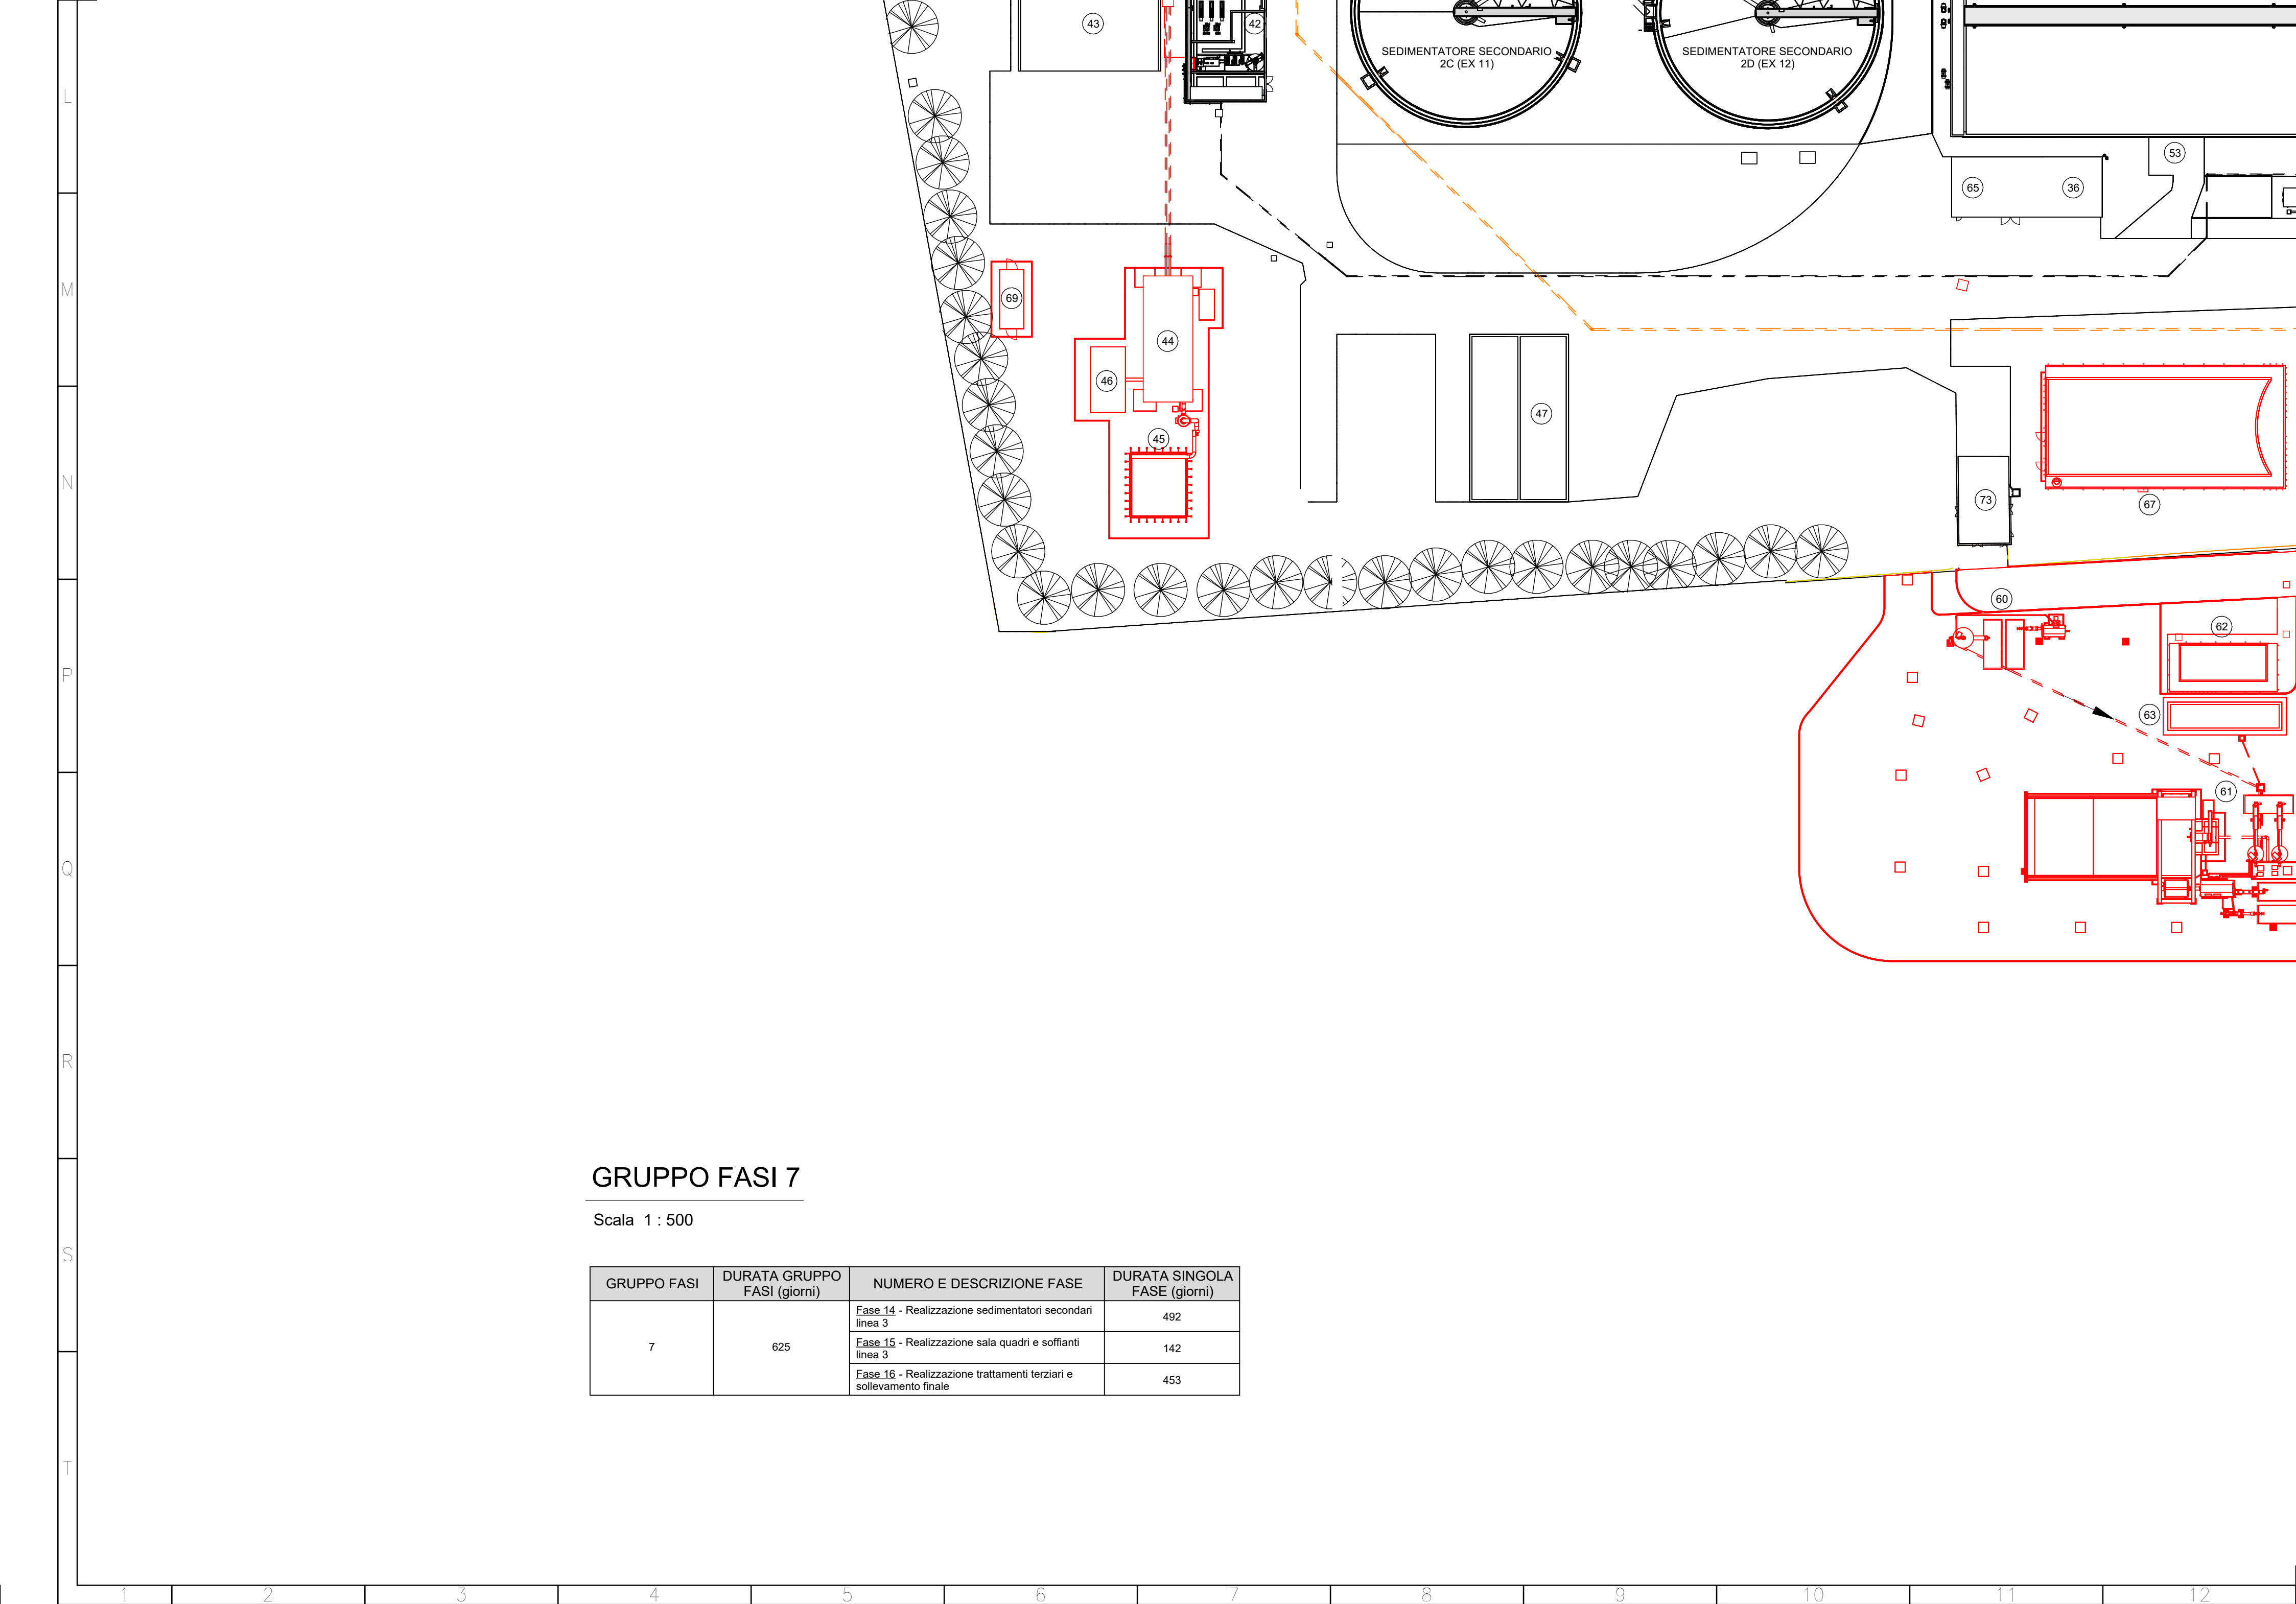 43
42
SEDIMENTATORE SECONDARIO
2C (EX 11)
SEDIMENTATORE SECONDARIO
2D (EX 12)
L
53
65
36
M
69
44
46
47
45
N
73
67
60
62
P
63
61
Q
R
GRUPPO FASI 7
Scala 1 : 500
S
GRUPPO FASI
DURATA GRUPPO
FASI (giorni)
NUMERO E DESCRIZIONE FASE
DURATA SINGOLA
FASE (giorni)
7
625
Fase 14 - Realizzazione sedimentatori secondari
linea 3
492
Fase 15 - Realizzazione sala quadri e soffianti
linea 3
142
Fase 16 - Realizzazione trattamenti terziari e
sollevamento finale
453
T
1 2 3 4 5 6 7 8 9 10 11 12